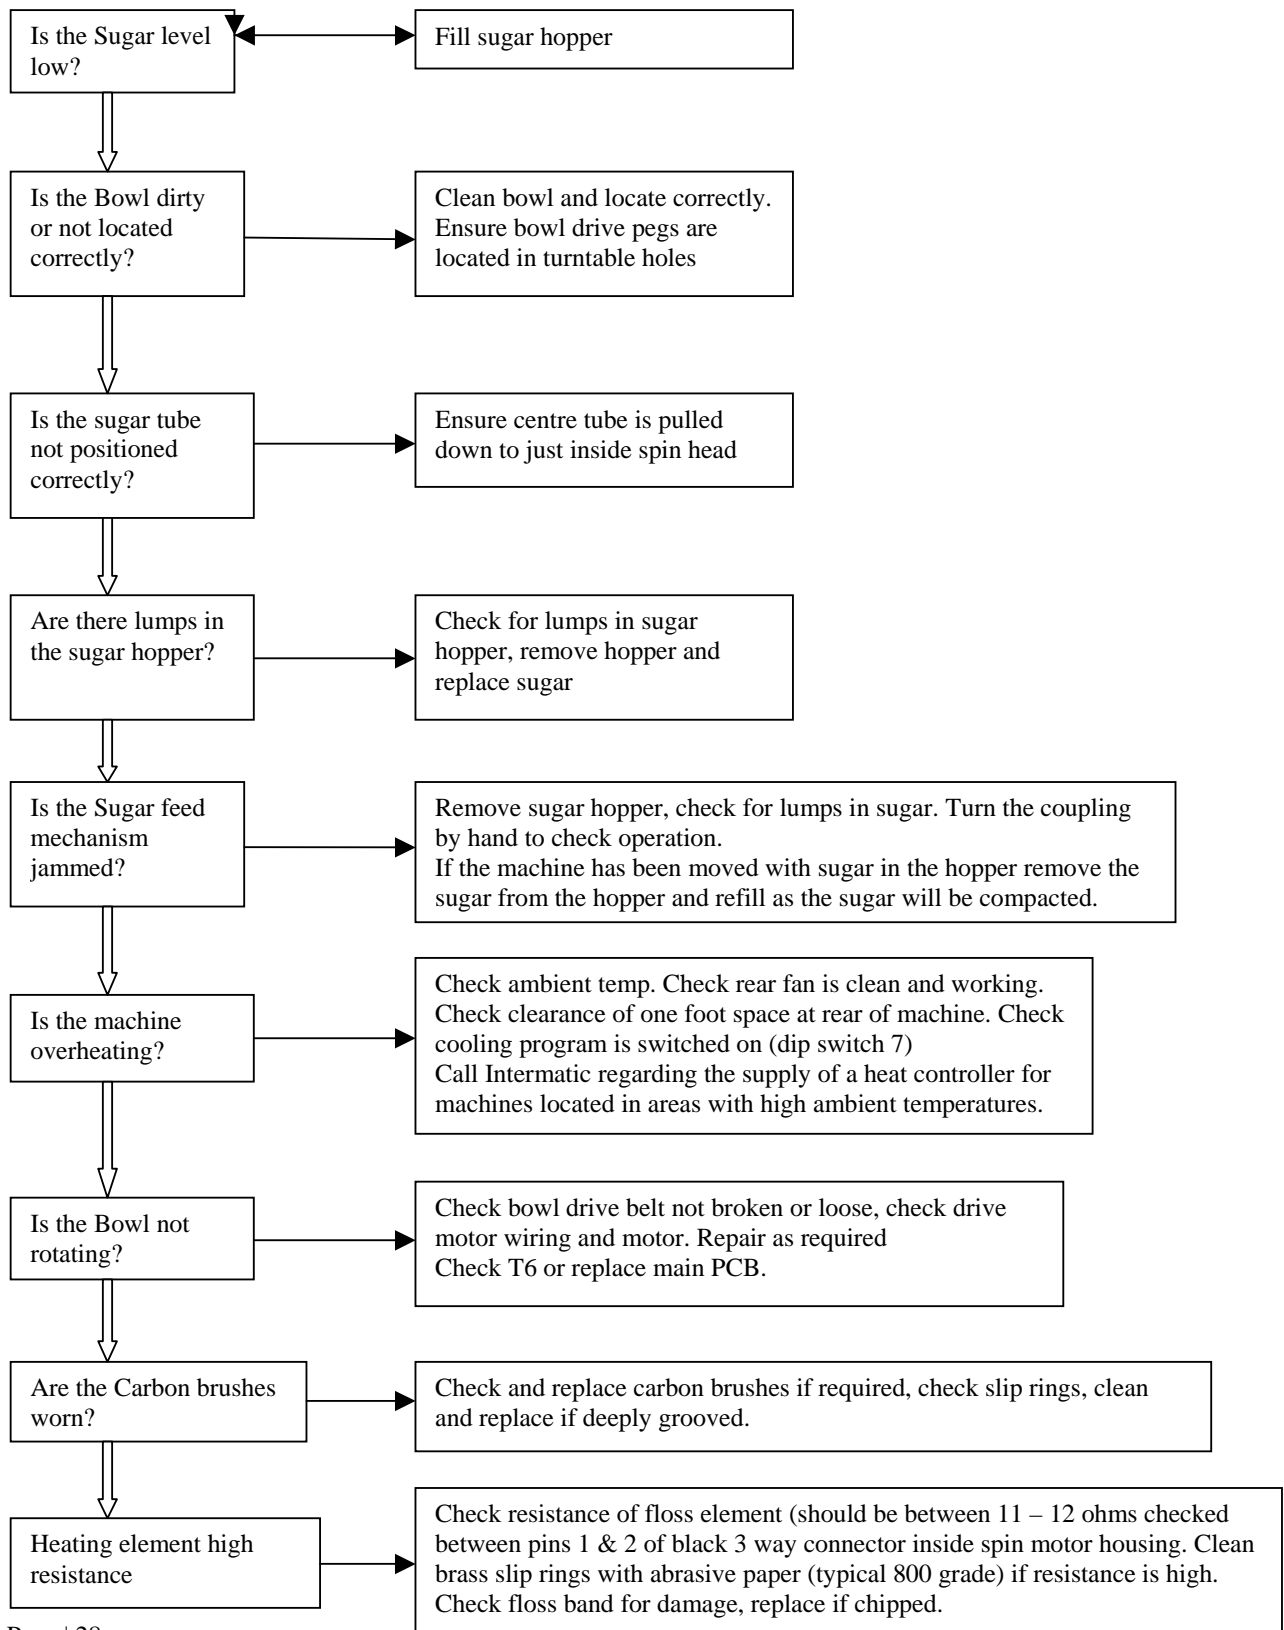 Is the Sugar level
low?
Fill sugar hopper
Is the Bowl dirty
or not located
correctly?
Clean bowl and locate correctly.
Ensure bowl drive pegs are
located in turntable holes
Is the sugar tube
not positioned
correctly?
Ensure centre tube is pulled
down to just inside spin head
Are there lumps in
the sugar hopper?
Check for lumps in sugar
hopper, remove hopper and
replace sugar
Is the Sugar feed
mechanism
jammed?
Remove sugar hopper, check for lumps in sugar. Turn the coupling
by hand to check operation.
If the machine has been moved with sugar in the hopper remove the
sugar from the hopper and refill as the sugar will be compacted.
Is the machine
overheating?
Check ambient temp. Check rear fan is clean and working.
Check clearance of one foot space at rear of machine. Check
cooling program is switched on (dip switch 7)
Call Intermatic regarding the supply of a heat controller for
machines located in areas with high ambient temperatures.
Is the Bowl not
rotating?
Check bowl drive belt not broken or loose, check drive
motor wiring and motor. Repair as required
Check T6 or replace main PCB.
Are the Carbon brushes
worn?
Check and replace carbon brushes if required, check slip rings, clean
and replace if deeply grooved.
Heating element high
resistance
Check resistance of floss element (should be between 11 – 12 ohms checked
between pins 1 & 2 of black 3 way connector inside spin motor housing. Clean
brass slip rings with abrasive paper (typical 800 grade) if resistance is high.
Check floss band for damage, replace if chipped.